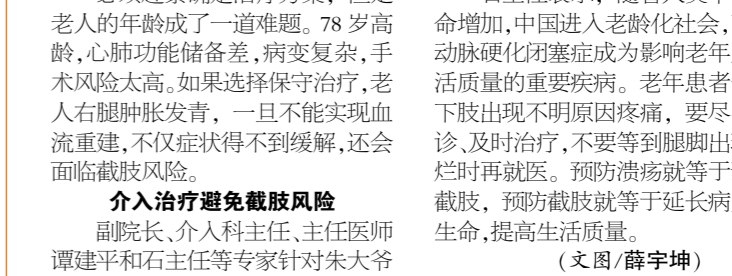 老人的年龄成了一道难题。78 岁高
龄,心肺功能储备差,病变复杂,手
术风险太高。如果选择保守治疗,老
人右腿肿胀发青，一旦不能实现血
流重建,不仅症状得不到缓解,还会
面临截肢风险。
介入治疗避免截肢风险
副院长、介入科主任、主任医师
谭建平和石主任等专家针对朱大爷
命增加,中国进入老龄化社会,
动脉硬化闭塞症成为影响老年
活质量的重要疾病。老年患者
下肢出现不明原因疼痛，要尽
诊、及时治疗,不要等到腿脚出
烂时再就医。预防溃疡就等于
截肢，预防截肢就等于延长病
生命,提高生活质量。
(文图/薛宇坤)